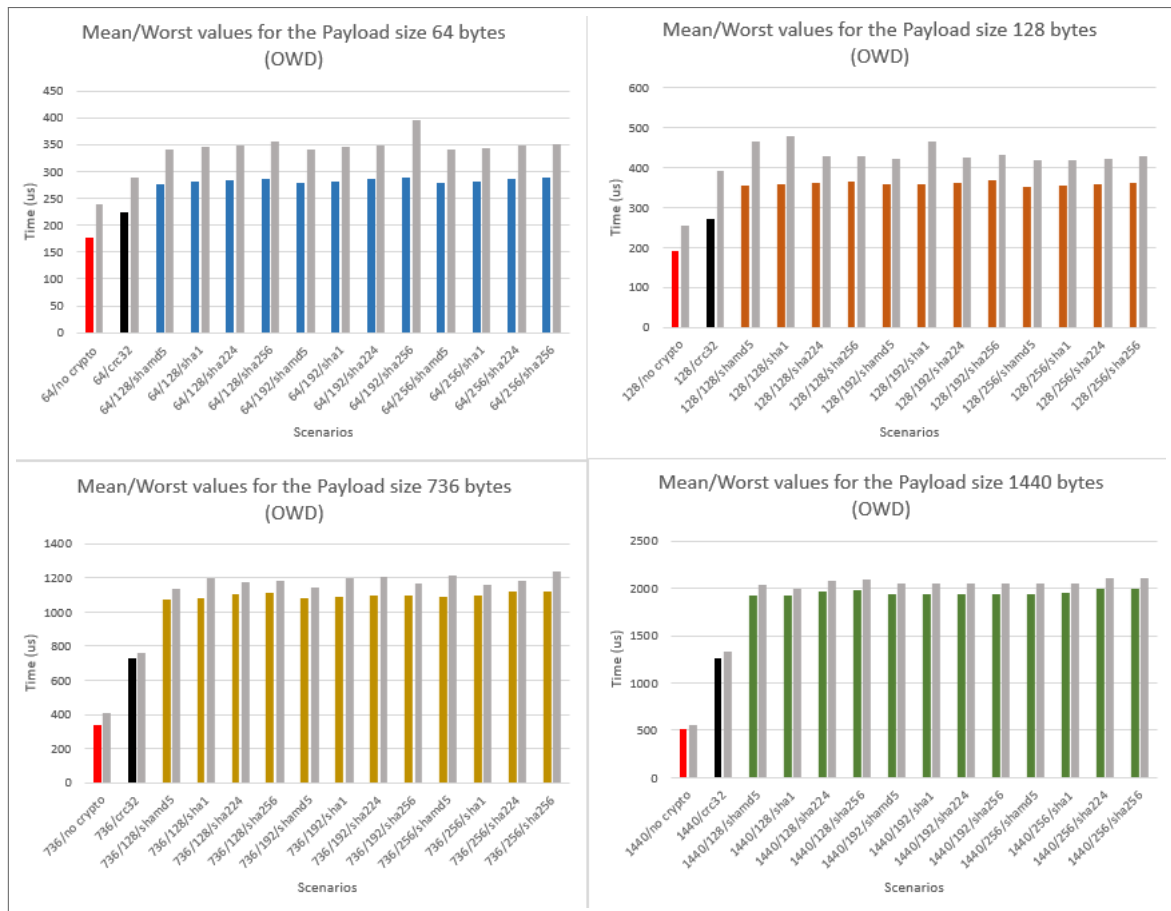 Mean/Worst values for the Payload size 64 bytes
(OWD)
Time (us)
450
400
350
300
250
200
150
100
50
0
64/no crypto
64/crc32
64/128/shamd5
64/128/sha1
64/128/sha224
64/128/sha256
64/192/shamd5
64/192/sha1
64/192/sha224
64/192/sha256
64/256/shamd5
64/256/sha1
64/256/sha224
64/256/sha256
Scenarios
Mean/Worst values for the Payload size 128 bytes
(OWD)
Time (us)
600
500
400
300
200
100
0
128/no crypto
128/crc32
128/128/shamd5
128/128/sha1
128/128/sha224
128/128/sha256
128/192/shamd5
128/192/sha1
128/192/sha224
128/192/sha256
128/256/shamd5
128/256/sha1
128/256/sha224
128/256/sha256
Scenarios
Mean/Worst values for the Payload size 736 bytes
(OWD)
Time (us)
1400
1200
1000
800
600
400
200
0
736/no crypto
736/crc32
736/128/shamd5
736/128/sha1
736/128/sha224
736/128/sha256
736/192/shamd5
736/192/sha1
736/192/sha224
736/192/sha256
736/256/shamd5
736/256/sha1
736/256/sha224
736/256/sha256
Scenarios
Mean/Worst values for the Payload size 1440 bytes
(OWD)
Time (us)
2500
2000
1500
1000
500
0
1440/no crypto
1440/crc32
1440/128/shamd5
1440/128/sha1
1440/128/sha224
1440/128/sha256
1440/192/shamd5
1440/192/sha1
1440/192/sha224
1440/192/sha256
1440/256/shamd5
1440/256/sha1
1440/256/sha224
1440/256/sha256
Scenarios